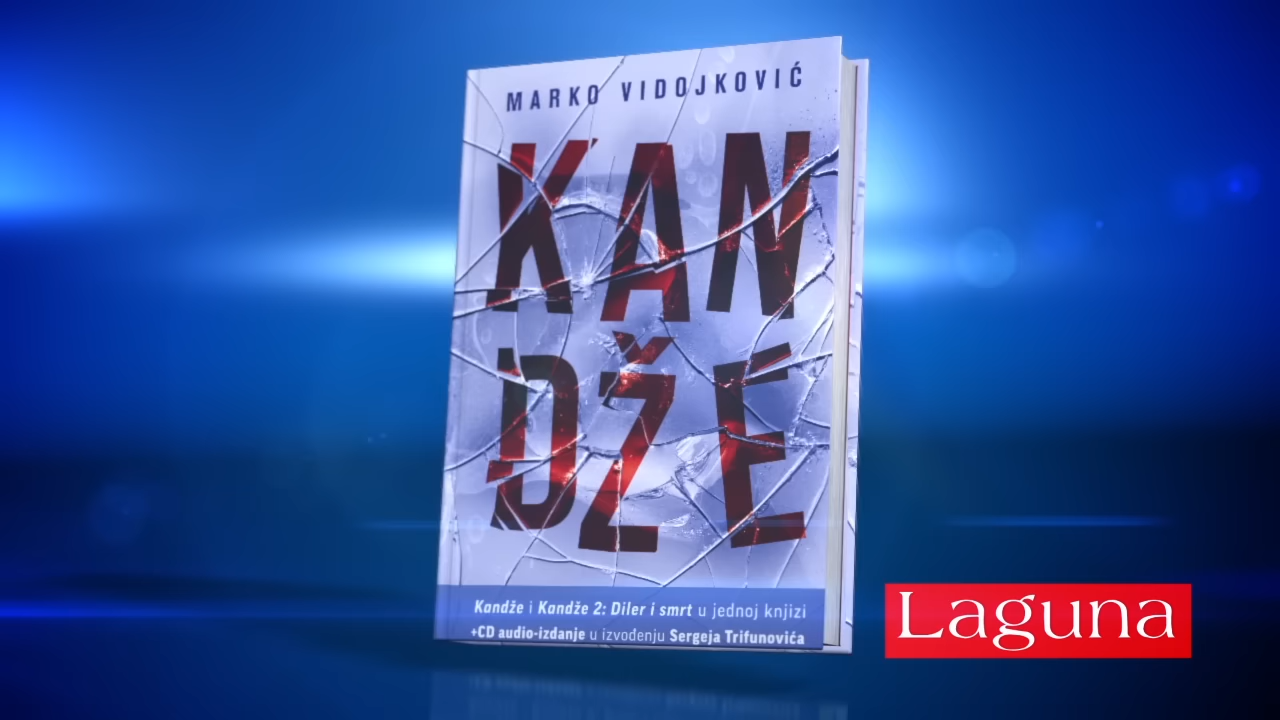 MARKO VIDOJKOVIĆ
KAN
DŽE
Kandže i Kandže 2: Diler i smrt u jednoj knjizi
+CD audio-izdanje u izvođenju Sergeja Trifunovića
Laguna